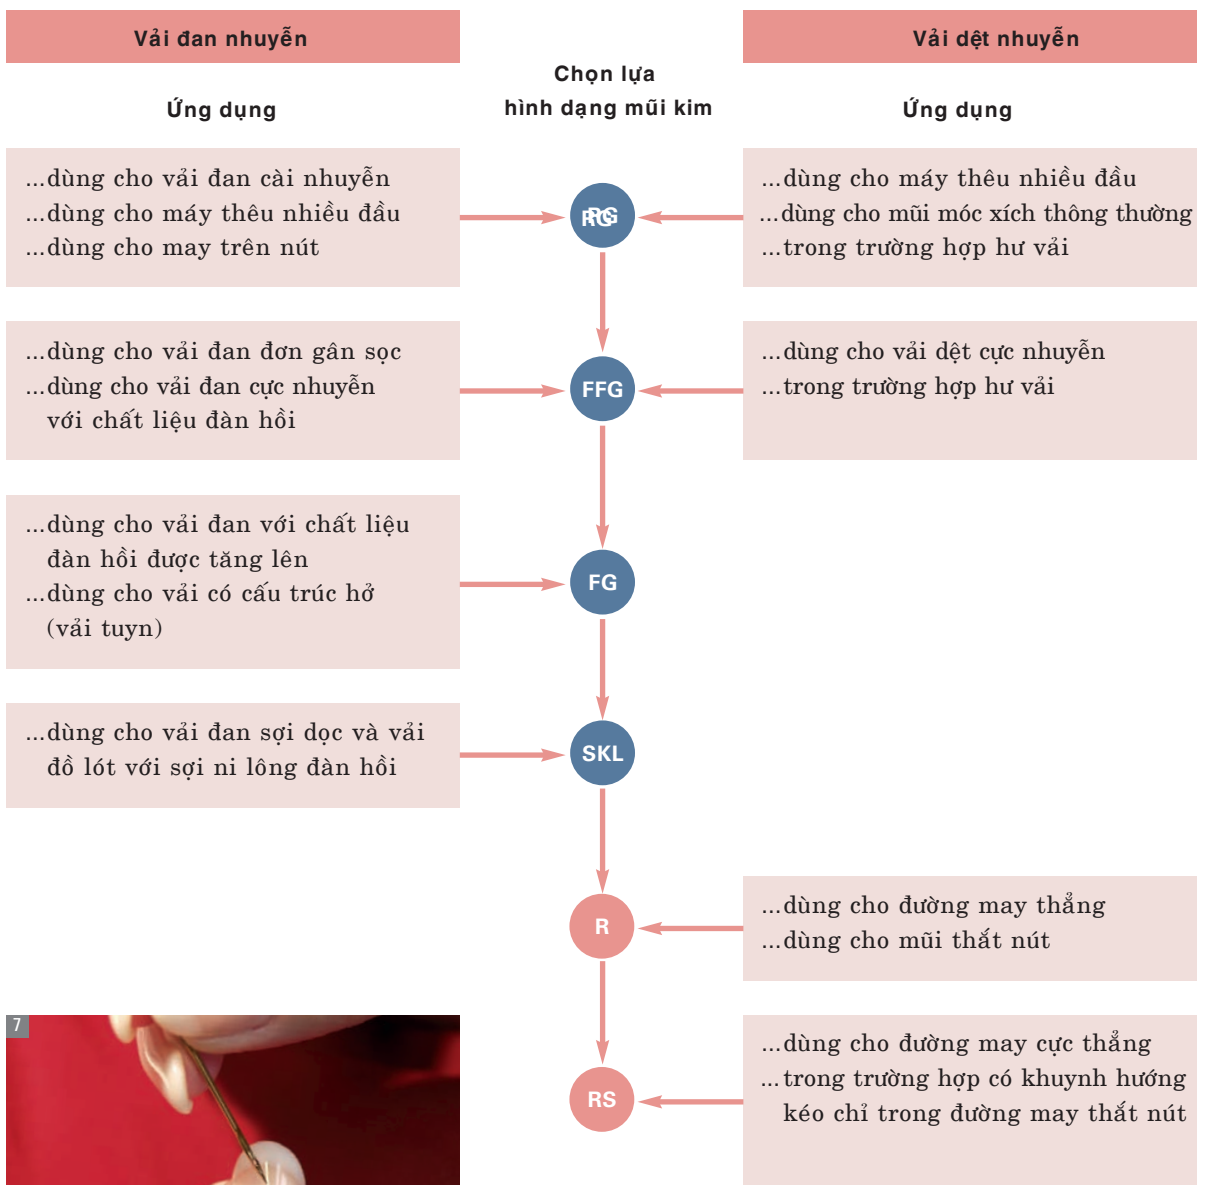 Vải đan nhuyễn
Ứng dụng
...dùng cho vải đan cài nhuyễn
...dùng cho máy thêu nhiều đầu
...dùng cho may trên nút
...dùng cho vải đan đơn gân sọc
...dùng cho vải đan cực nhuyễn
với chất liệu đàn hồi
...dùng cho vải đan với chất liệu
đàn hồi được tăng lên
...dùng cho vải có cấu trúc hở
(vải tuyn)
...dùng cho vải đan sợi dọc và vải
đồ lót với sợi ni lông đàn hồi
7
Chọn lựa
hình dạng mũi kim
RG
FFG
FG
SKL
R
RS
Vải dệt nhuyễn
Ứng dụng
...dùng cho máy thêu nhiều đầu
...dùng cho mũi móc xích thông thường
...trong trường hợp hư vải
...dùng cho vải dệt cực nhuyễn
...trong trường hợp hư vải
...dùng cho đường may thẳng
...dùng cho mũi thắt nút
...dùng cho đường may cực thẳng
...trong trường hợp có khuynh hướng
kéo chỉ trong đường may thắt nút